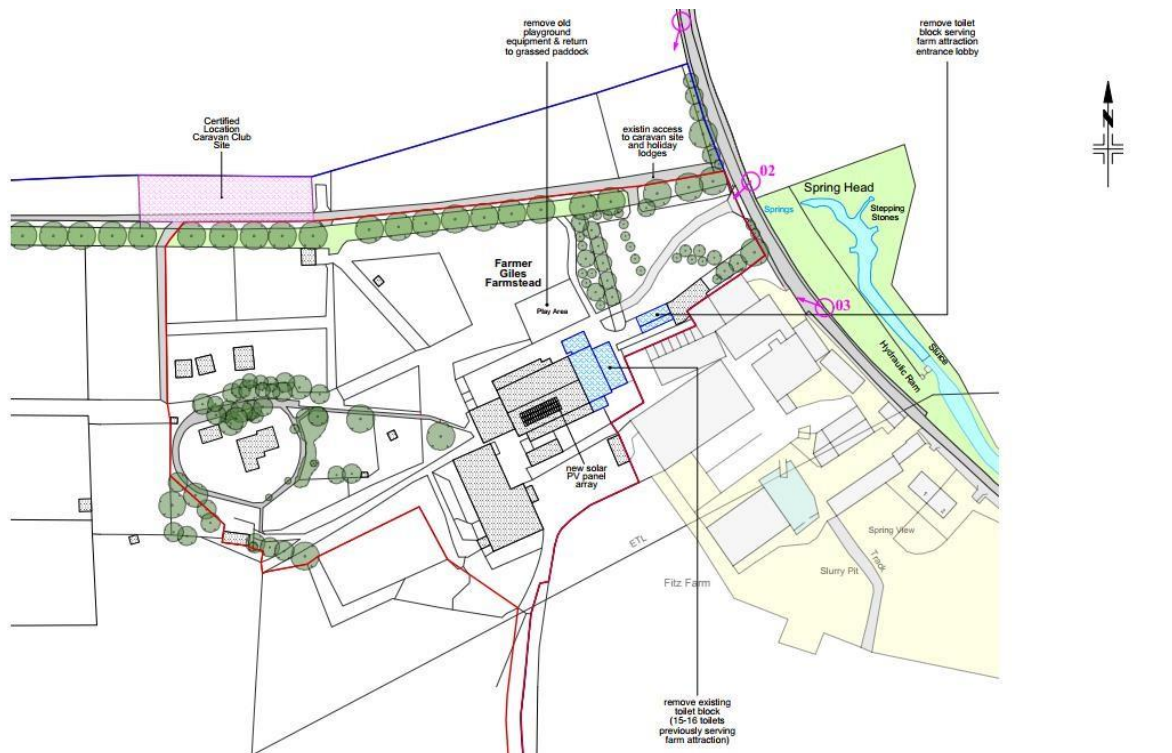 remove old
playground
equipment & return
to grassed paddock
remove toilet
block serving
farm attraction
entrance lobby
Certified
Location
Caravan Club
Site
existin access
to caravan site
and holiday
lodges
N
02
Spring Head
Springs
Stepping
Stones
Farmer
Giles
Farmstead
Play Area
03
Sluice
Hydraulic Ram
new solar
PV panel
array
ETL
Spring View
Slurry Pit
Track
Fitz Farm
remove existing
toilet block
(15-16 toilets
previously serving
farm attraction)